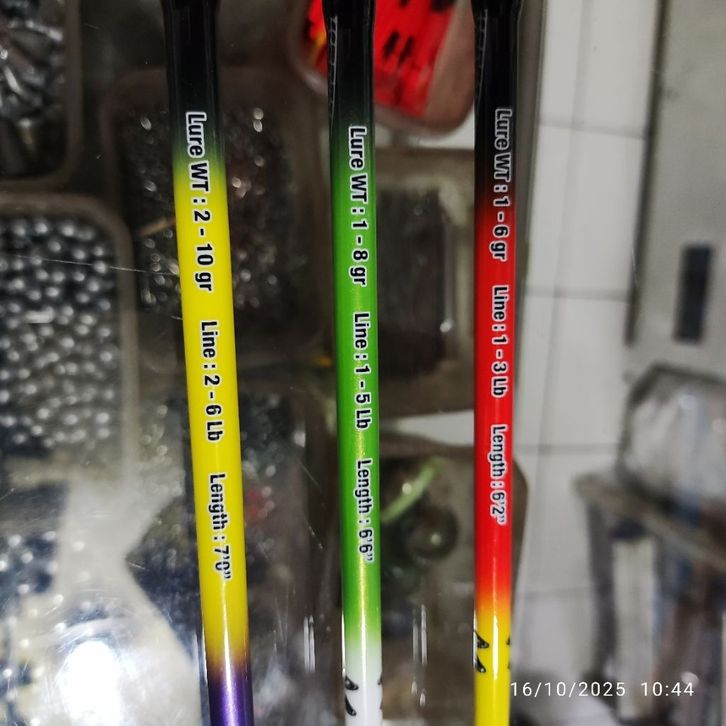 Lure WT : 2 - 10 gr Line : 2 - 6 Lb Length : 7'0"
Lure WT : 1 - 8 gr Line : 1 - 5 Lb Length : 6'6"
Lure WT : 1 - 6 gr Line : 1 - 3 Lb Length : 6'2"
16/10/2025 10:44